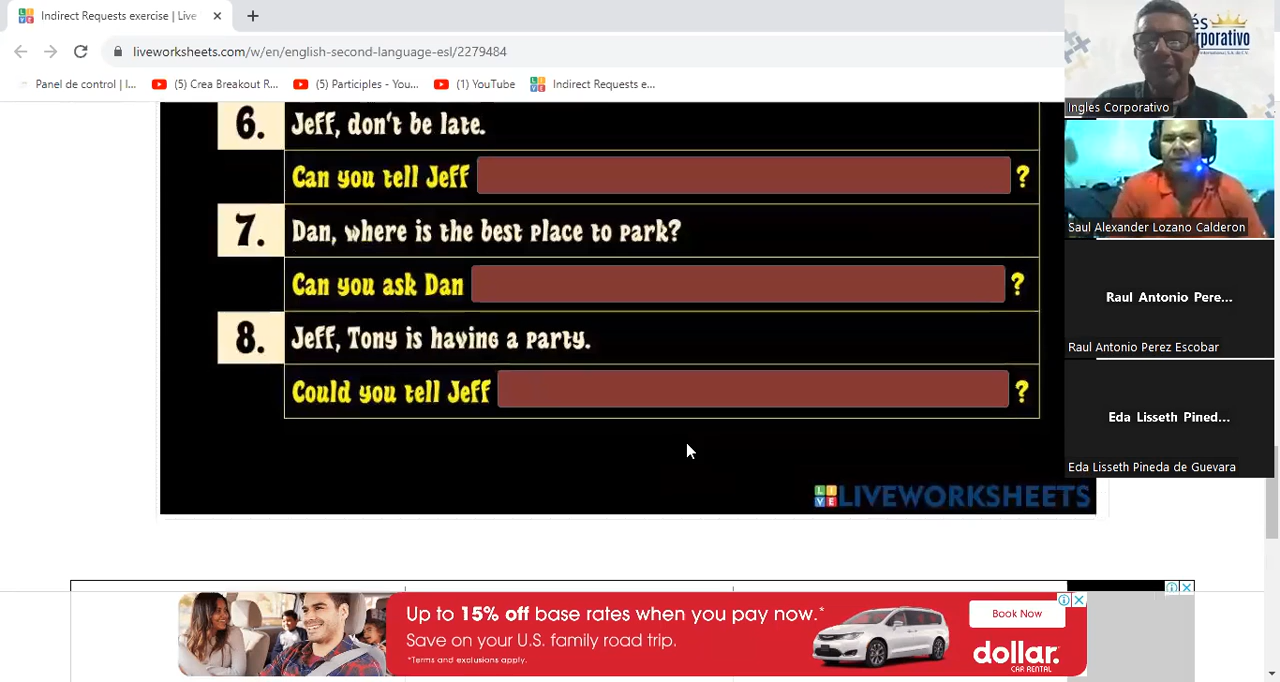 Indirect Requests exercise | Live
liveworksheets.com/w/en/english-second-language-esl/2279484
Panel de control | I...
(5) Crea Breakout R...
(5) Participles - You...
(1) YouTube
Indirect Requests e...
és
rporativo
Ingles Corporativo
6.
Jeff, don't be late.
Can you tell Jeff ?
7.
Dan, where is the best place to park?
Can you ask Dan ?
8.
Jeff, Tony is having a party.
Could you tell Jeff ?
LIVEWORKSHEETS
Saul Alexander Lozano Calderon
Raul Antonio Pere...
Raul Antonio Perez Escobar
Eda Lisseth Pined...
Eda Lisseth Pineda de Guevara
Up to 15% off base rates when you pay now.*
Save on your U.S. family road trip.
*Terms and exclusions apply.
Book Now
dollar.
CAR RENTAL